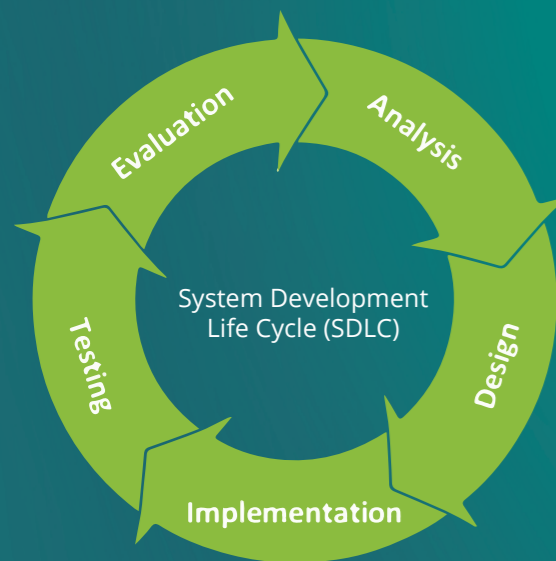 Evaluation
Analysis
System Development
Life Cycle (SDLC)
Testing
Design
Implementation